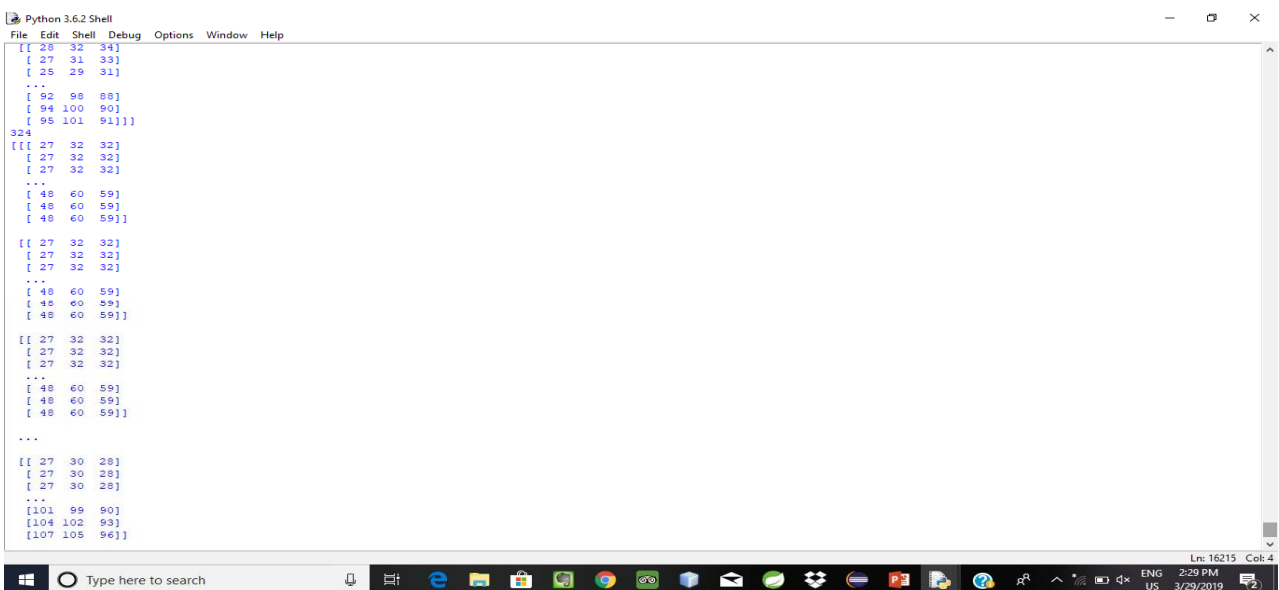 Python 3.6.2 Shell
File Edit Shell Debug Options Window Help
[[ 28 32 34]
[ 27 31 33]
[ 25 29 31]
...
[ 92 98 88]
[ 94 100 90]
[ 95 101 91]]]
324
[[[ 27 32 32]
[ 27 32 32]
[ 27 32 32]
...
[ 48 60 59]
[ 48 60 59]
[ 48 60 59]]
[[ 27 32 32]
[ 27 32 32]
[ 27 32 32]
...
[ 48 60 59]
[ 48 60 59]
[ 48 60 59]]
[[ 27 32 32]
[ 27 32 32]
[ 27 32 32]
...
[ 48 60 59]
[ 48 60 59]
[ 48 60 59]]
...
[[ 27 30 28]
[ 27 30 28]
[ 27 30 28]
...
[101 99 90]
[104 102 93]
[107 105 96]]
Ln: 16215 Col: 4
Type here to search
ENG 2:29 PM
US 3/29/2019